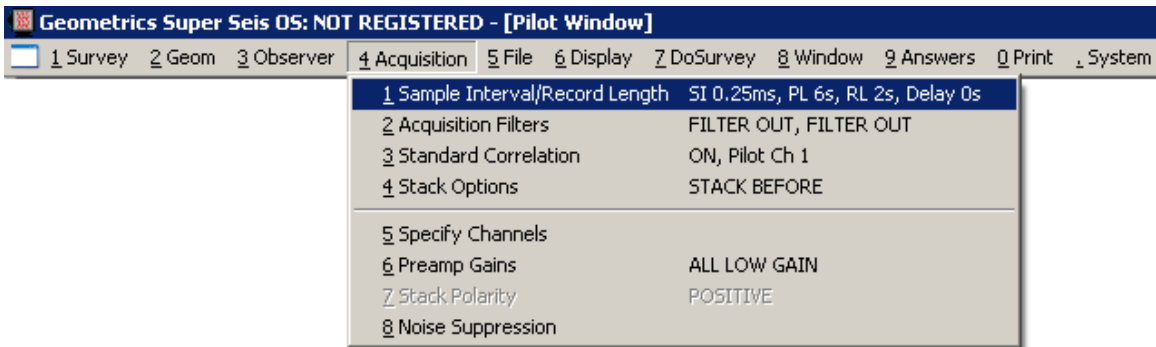 Geometrics Super Seis OS: NOT REGISTERED - [Pilot Window]
1 Survey 2 Geom 3 Observer 4 Acquisition 5 File 6 Display 7 DoSurvey 8 Window 9 Answers 0 Print . System
1 Sample Interval/Record Length SI 0.25ms, PL 6s, RL 2s, Delay 0s
2 Acquisition Filters FILTER OUT, FILTER OUT
3 Standard Correlation ON, Pilot Ch 1
4 Stack Options STACK BEFORE
5 Specify Channels
6 Preamp Gains ALL LOW GAIN
7 Stack Polarity POSITIVE
8 Noise Suppression